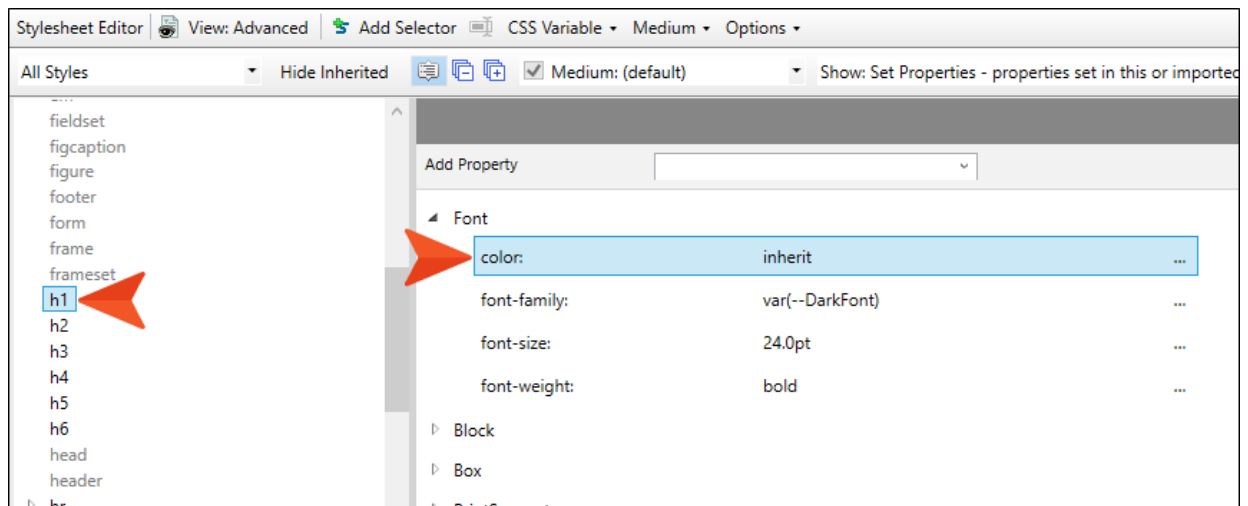 Stylesheet Editor View: Advanced Add Selector CSS Variable Medium Options
All Styles Hide Inherited Medium: (default) Show: Set Properties - properties set in this or imported
fieldset
figcaption
figure
footer
form
frame
frameset
h1
h2
h3
h4
h5
h6
head
header
hr
Add Property
Font
color: inherit ...
font-family: var(--DarkFont) ...
font-size: 24.0pt ...
font-weight: bold ...
Block
Box